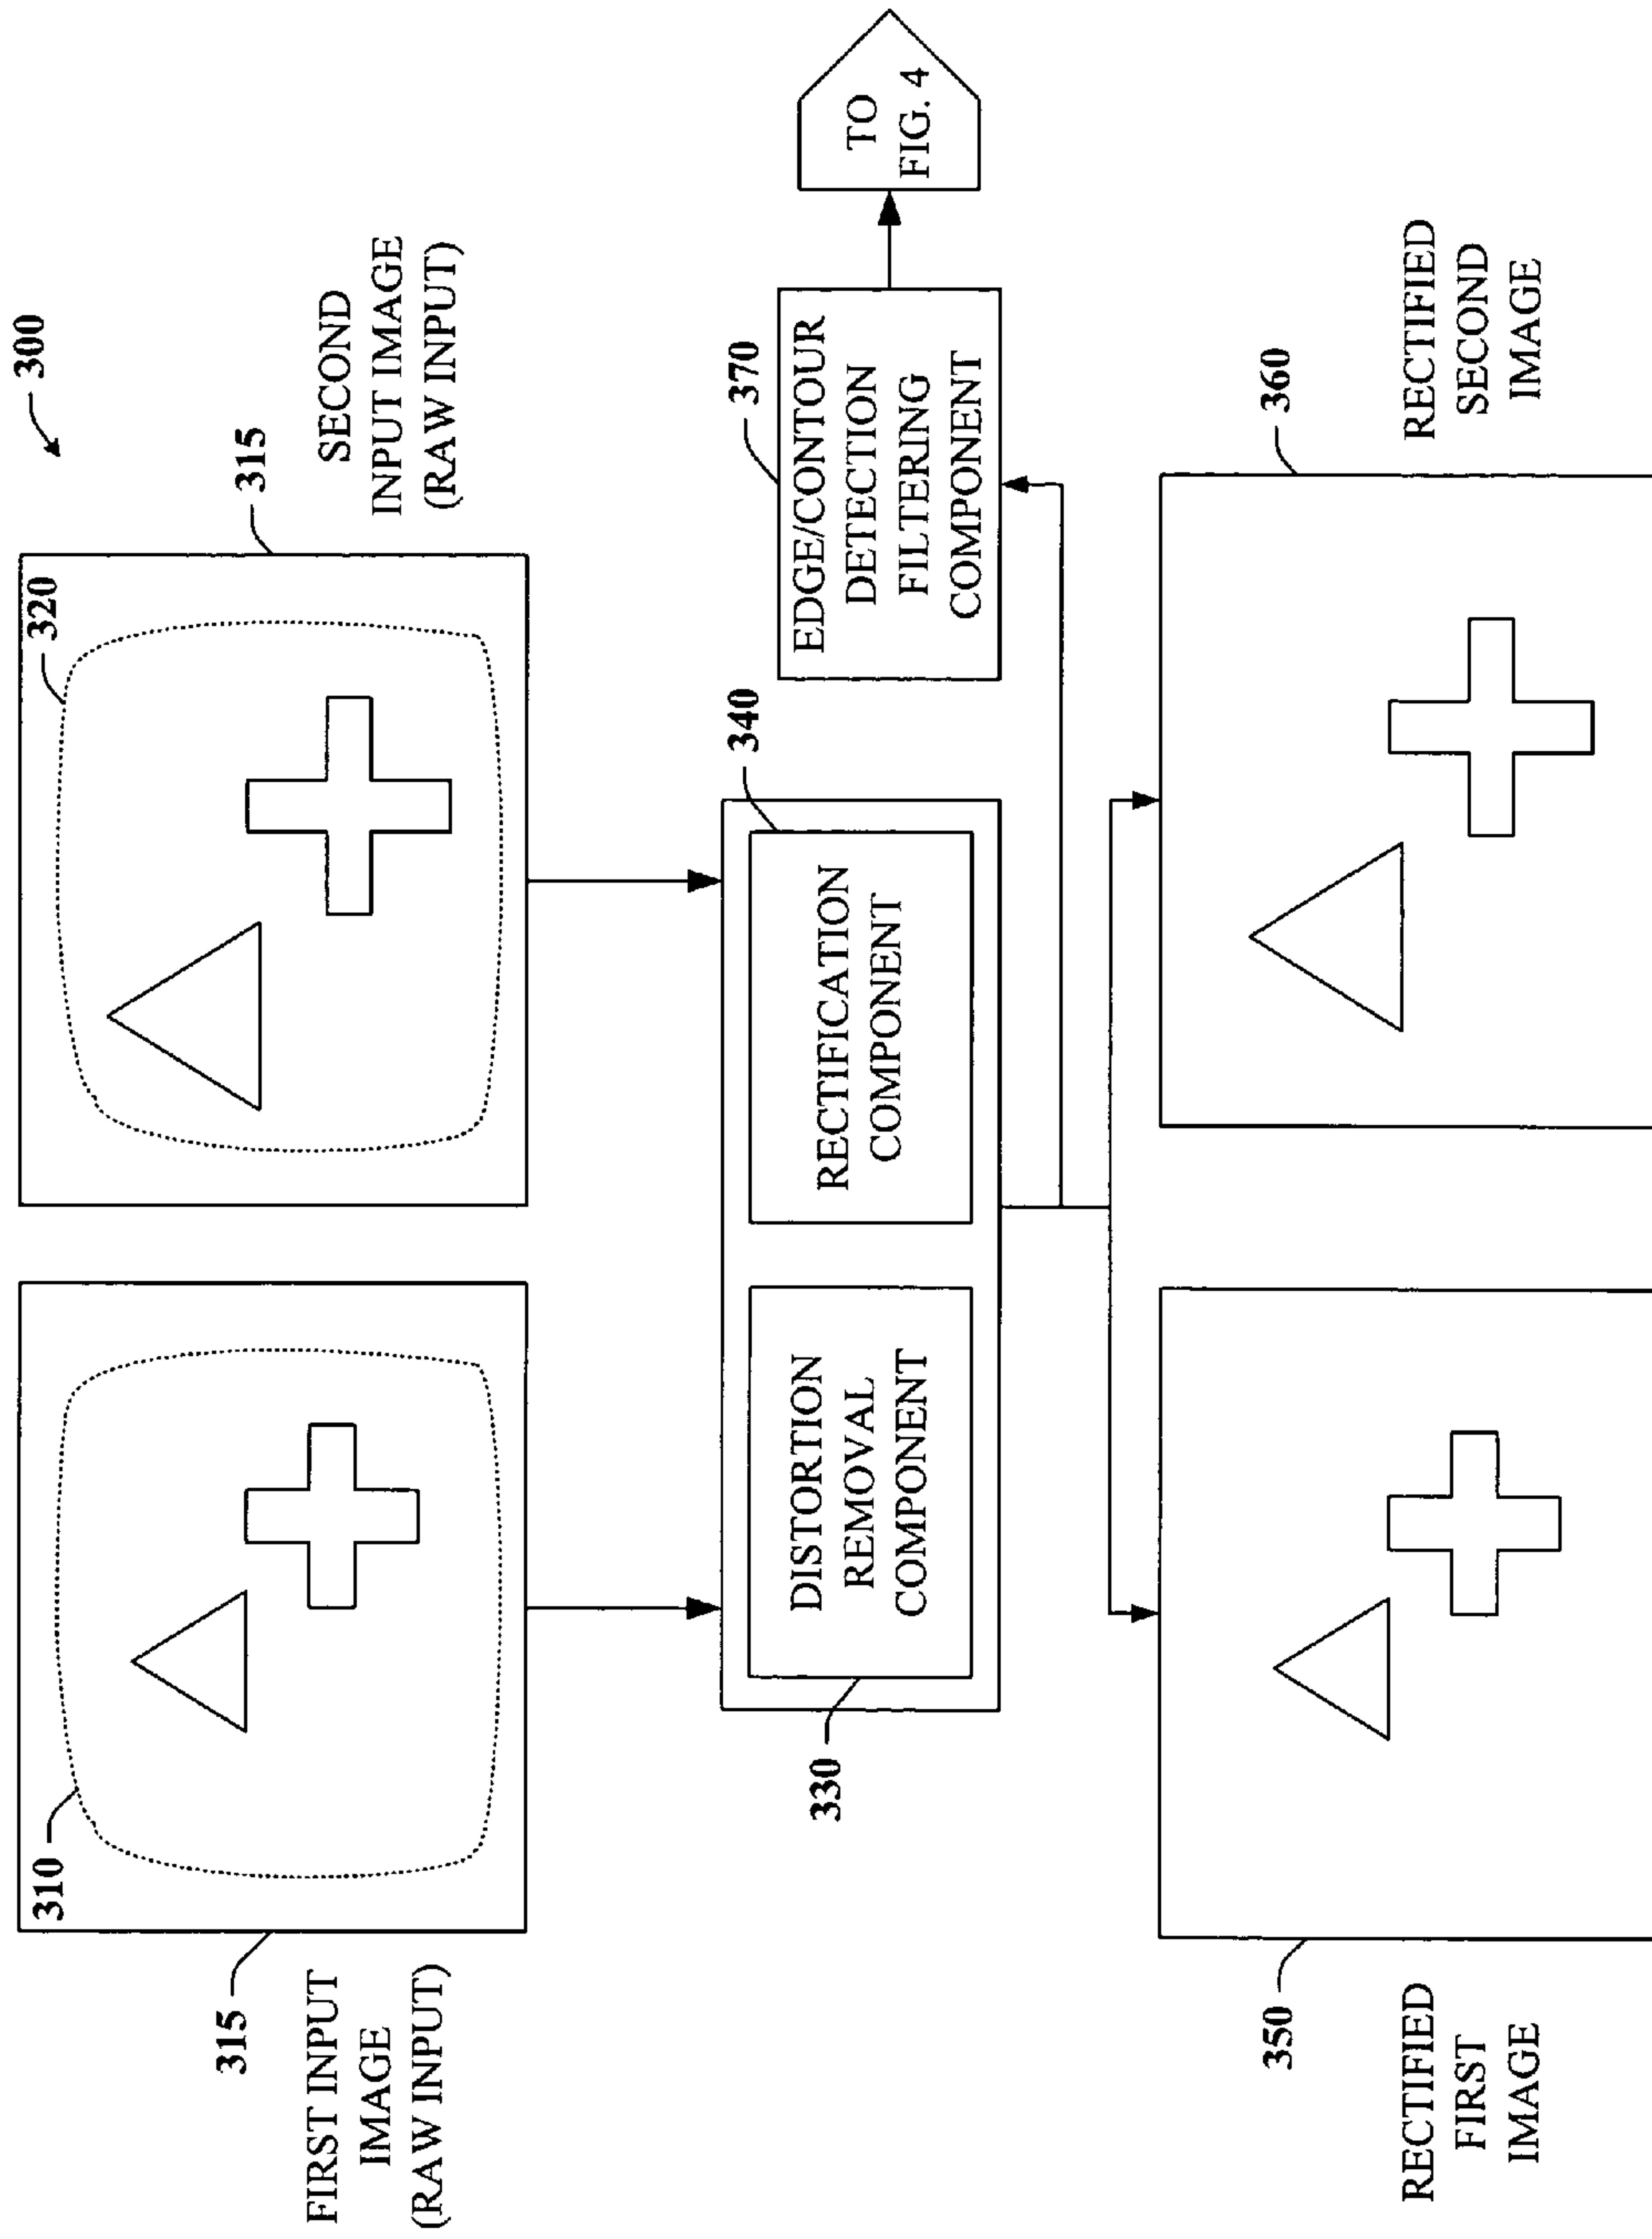 300
FIRST INPUT
IMAGE
(RAW INPUT)
315
310
320
315
SECOND
INPUT IMAGE
(RAW INPUT)
330
DISTORTION
REMOVAL
COMPONENT
RECTIFICATION
COMPONENT
340
370
EDGE/CONTOUR
DETECTION
FILTERING
COMPONENT
TO
FIG. 4
RECTIFIED
FIRST
IMAGE
350
360
RECTIFIED
SECOND
IMAGE